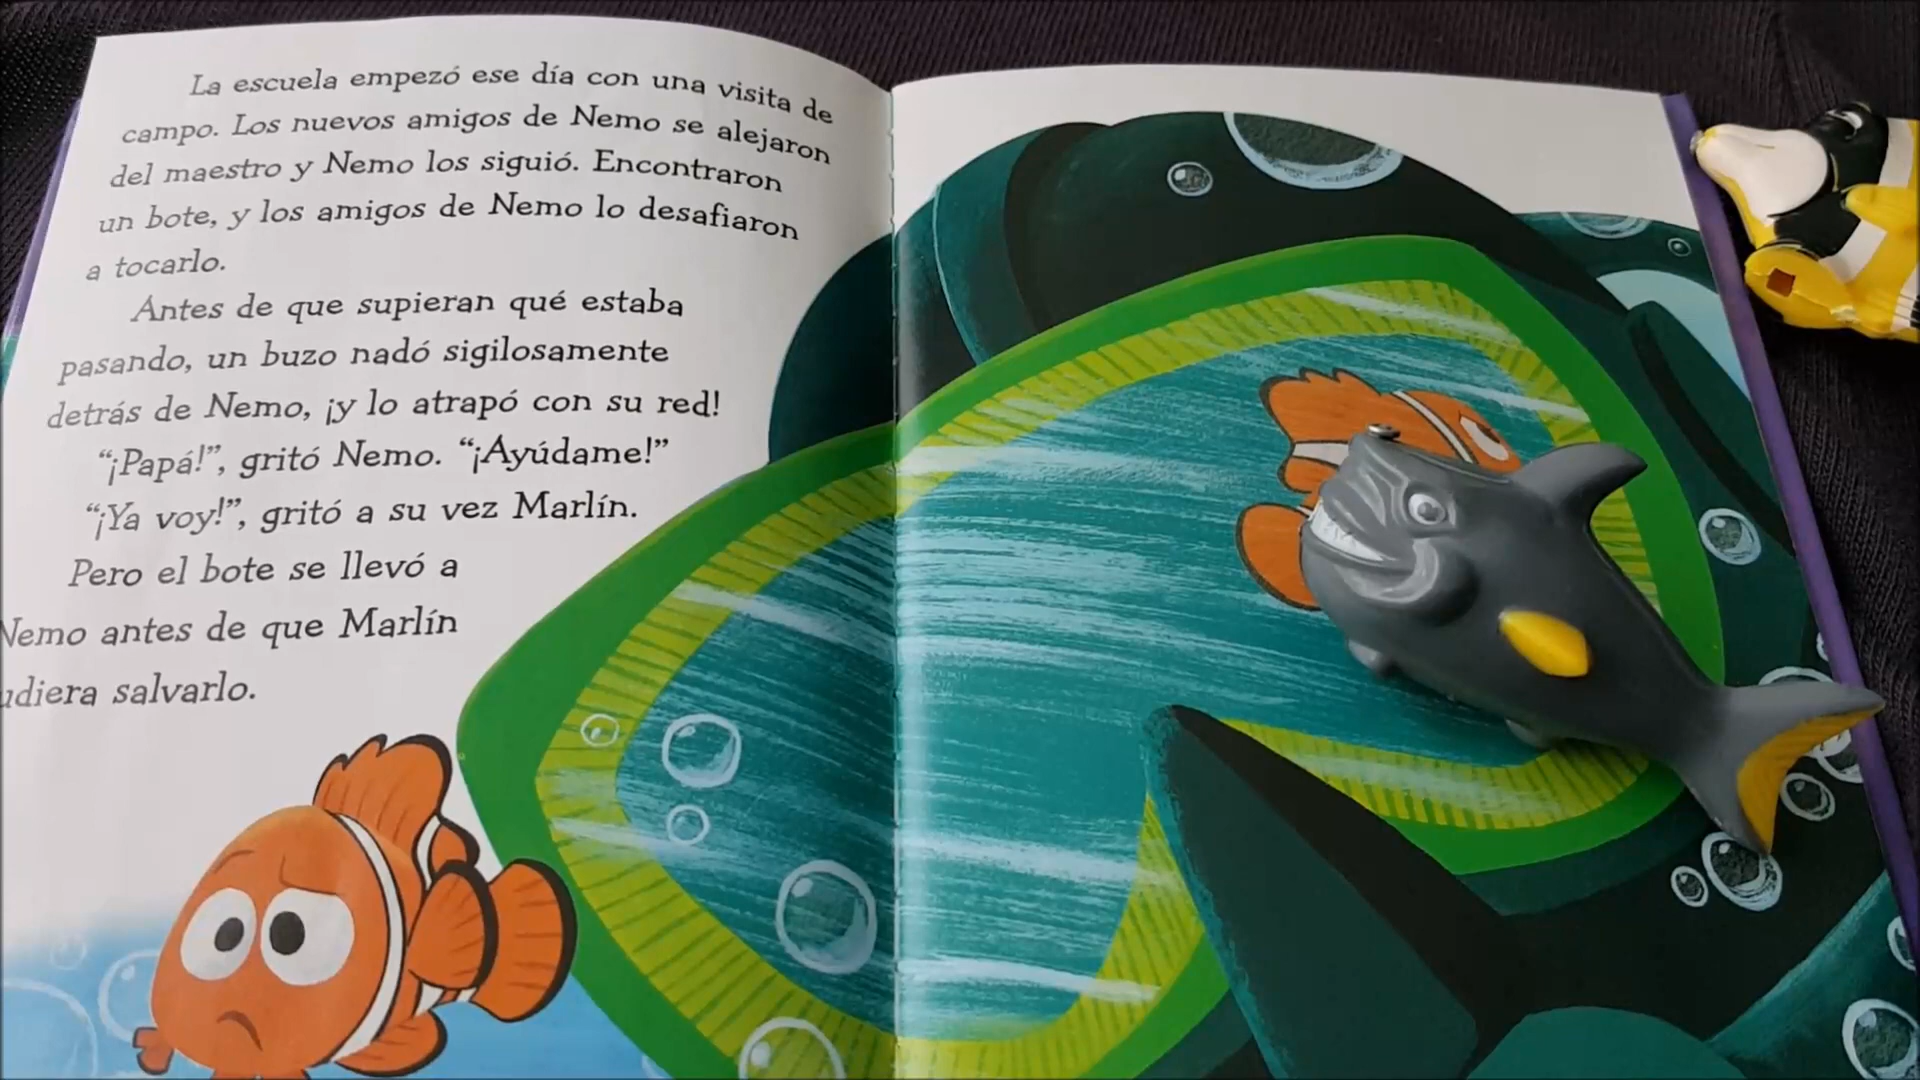 La escuela empezó ese día con una visita de
campo. Los nuevos amigos de Nemo se alejaron
del maestro y Nemo los siguió. Encontraron
un bote, y los amigos de Nemo lo desafiaron
a tocarlo.
Antes de que supieran qué estaba
pasando, un buzo nadó sigilosamente
detrás de Nemo, ¡y lo atrapó con su red!
“¡Papá!”, gritó Nemo. “¡Ayúdame!”
“¡Ya voy!”, gritó a su vez Marlín.
Pero el bote se llevó a
Nemo antes de que Marlín
udiera salvarlo.